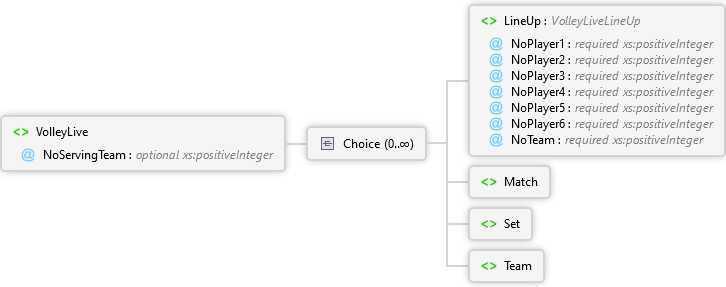 VolleyLive
@ NoServingTeam : optional xs:positiveInteger
Choice (0..∞)
<> LineUp : VolleyLiveLineUp
@ NoPlayer1 : required xs:positiveInteger
@ NoPlayer2 : required xs:positiveInteger
@ NoPlayer3 : required xs:positiveInteger
@ NoPlayer4 : required xs:positiveInteger
@ NoPlayer5 : required xs:positiveInteger
@ NoPlayer6 : required xs:positiveInteger
@ NoTeam : required xs:positiveInteger
<> Match
<> Set
<> Team